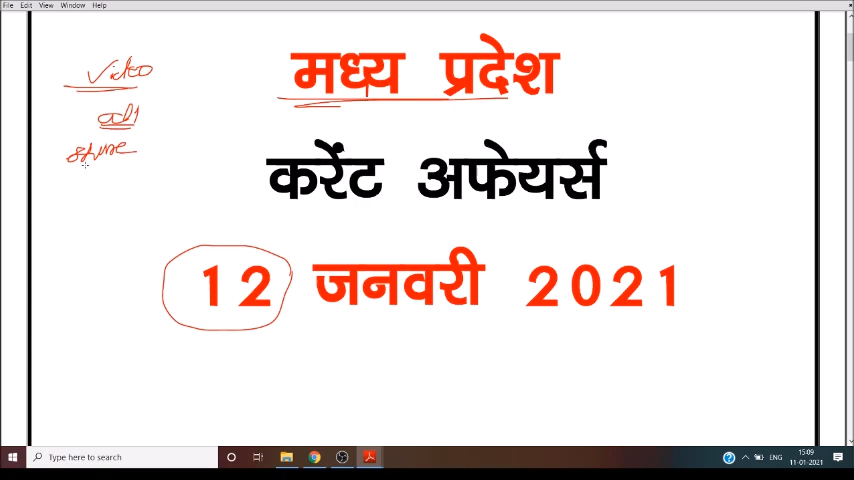 File Edit View Window Help
video
मध्य प्रदेश
share
करेंट अफेयर्स
12 जनवरी 2021
Type here to search
ENG
15:09
11-01-2021